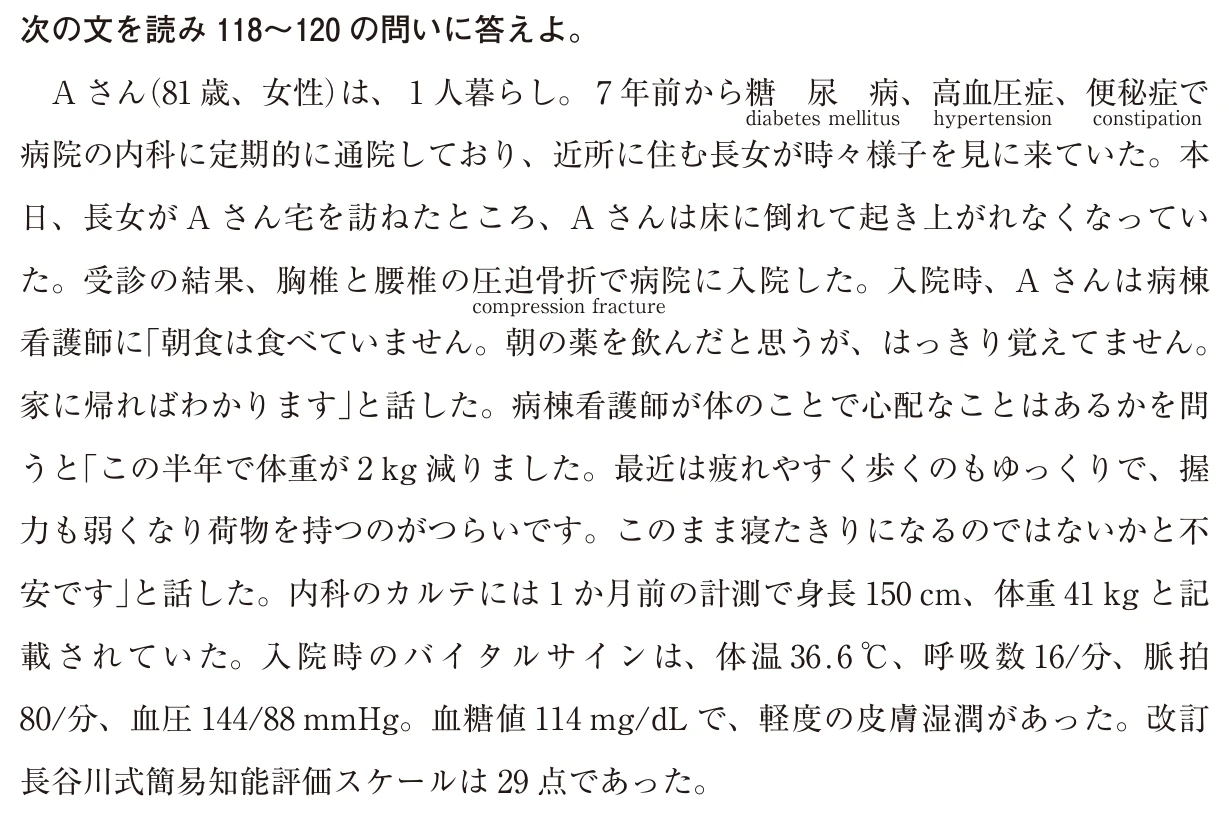 次の文を読み 118〜120 の問いに答えよ。
A さん(81 歳、女性)は、1 人暮らし。7 年前から糖尿病、高血圧症、便秘症で
diabetes mellitus hypertension constipation
病院の内科に定期的に通院しており、近所に住む長女が時々様子を見に来ていた。本
日、長女が A さん宅を訪ねたところ、A さんは床に倒れて起き上がれなくなってい
た。受診の結果、胸椎と腰椎の圧迫骨折で病院に入院した。入院時、A さんは病棟
compression fracture
看護師に「朝食は食べていません。朝の薬を飲んだと思うが、はっきり覚えてません。
家に帰ればわかります」と話した。病棟看護師が体のことで心配なことはあるかを問
うと「この半年で体重が 2 kg 減りました。最近は疲れやすく歩くのもゆっくりで、握
力も弱くなり荷物を持つのがつらいです。このまま寝たきりになるのではないかと不
安です」と話した。内科のカルテには 1 か月前の計測で身長 150 cm、体重 41 kg と記
載されていた。入院時のバイタルサインは、体温 36.6 ℃、呼吸数 16/分、脈拍
80/分、血圧 144/88 mmHg。血糖値 114 mg/dL で、軽度の皮膚湿潤があった。改訂
長谷川式簡易知能評価スケールは 29 点であった。